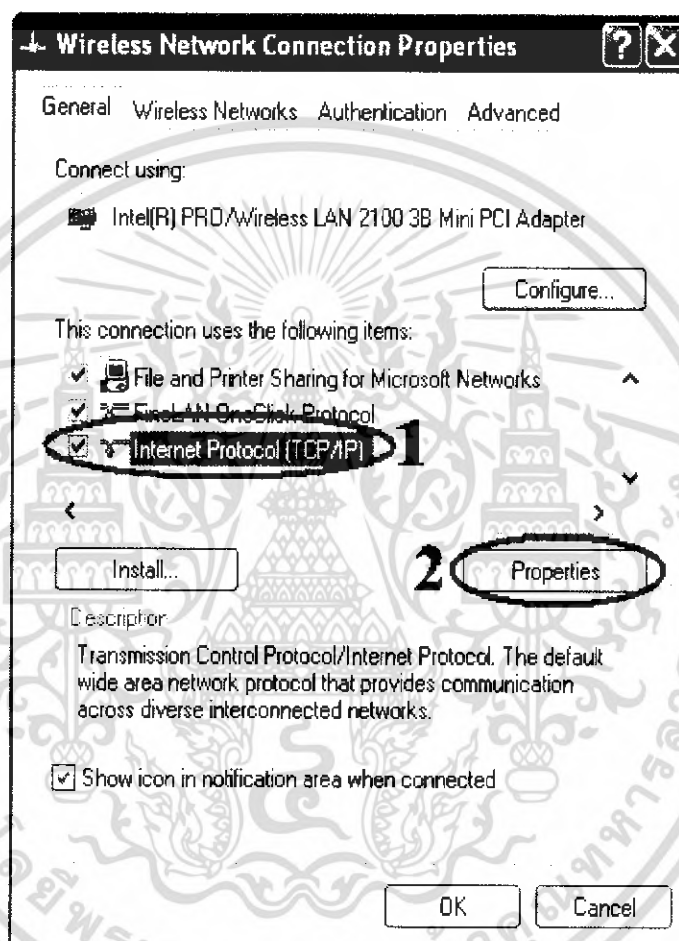 Wireless Network Connection Properties
General Wireless Networks Authentication Advanced
Connect using:
Intel(R) PRO/Wireless LAN 2100 3B Mini PCI Adapter
Configure...
This connection uses the following items:
File and Printer Sharing for Microsoft Networks
OneClick Protocol
Internet Protocol (TCP/IP) 1
Install... 2 Properties
Description
Transmission Control Protocol/Internet Protocol. The default
wide area network protocol that provides communication
across diverse interconnected networks.
Show icon in notification area when connected
OK Cancel